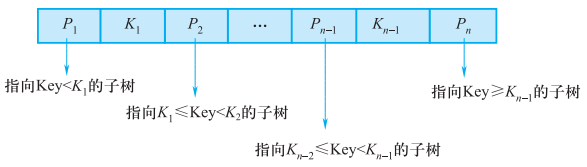 P₁ K₁ P₂ … Pₙ₋₁ Kₙ₋₁ Pₙ
指向Key<K₁的子树
指向K₁≤Key<K₂的子树
指向Key≥Kₙ₋₁的子树
指向Kₙ₋₂≤Key<Kₙ₋₁的子树